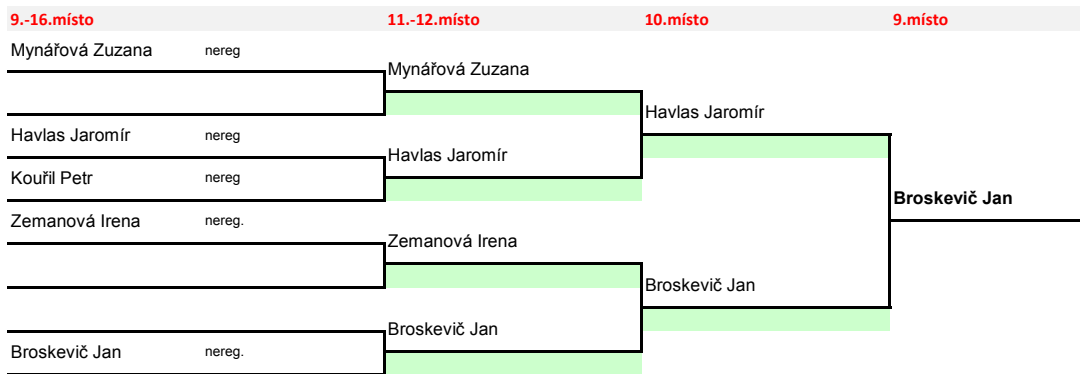 9.-16.místo 11.-12.místo 10.místo 9.místo
Mynářová Zuzana nereg
Mynářová Zuzana
Havlas Jaromír
Havlas Jaromír nereg
Havlas Jaromír
Kouřil Petr nereg
Broskevič Jan
Zemanová Irena nereg.
Zemanová Irena
Broskevič Jan
Broskevič Jan
Broskevič Jan nereg.